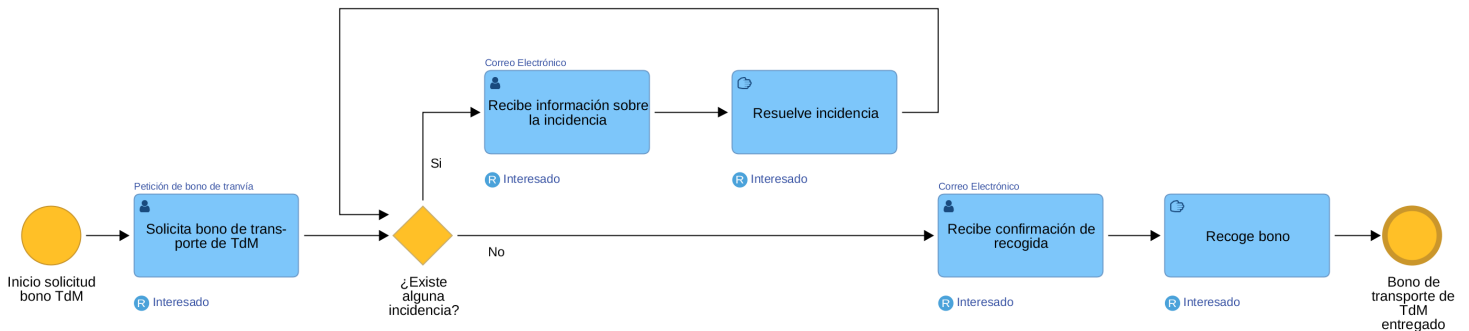 Inicio solicitud
bono TdM
Petición de bono de tranvía
Solicita bono de trans-
porte de TdM
R Interesado
¿Existe
alguna
incidencia?
Si
Correo Electrónico
Recibe información sobre
la incidencia
R Interesado
Resuelve incidencia
R Interesado
No
Correo Electrónico
Recibe confirmación de
recogida
R Interesado
Recoge bono
R Interesado
Bono de
transporte de
TdM
entregado